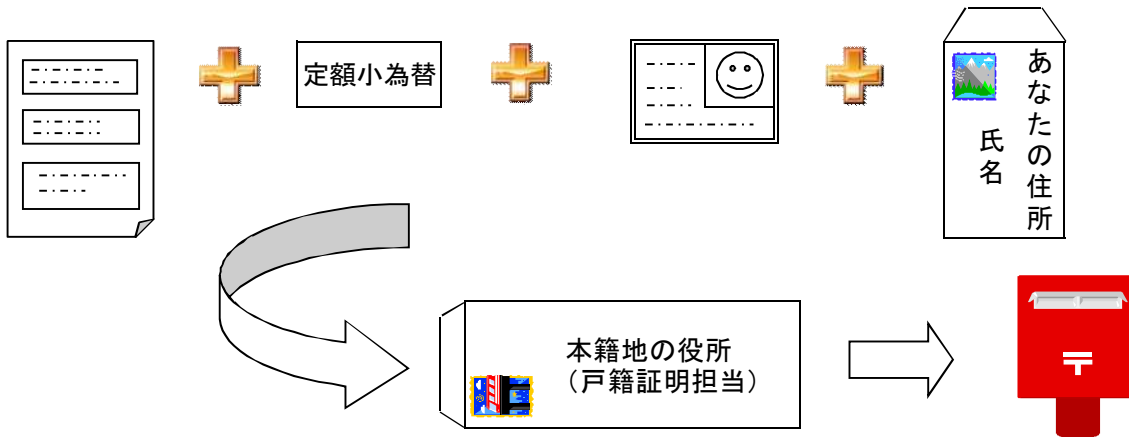 定額小為替
あなたの住所
氏名
本籍地の役所
（戸籍証明担当）
〒